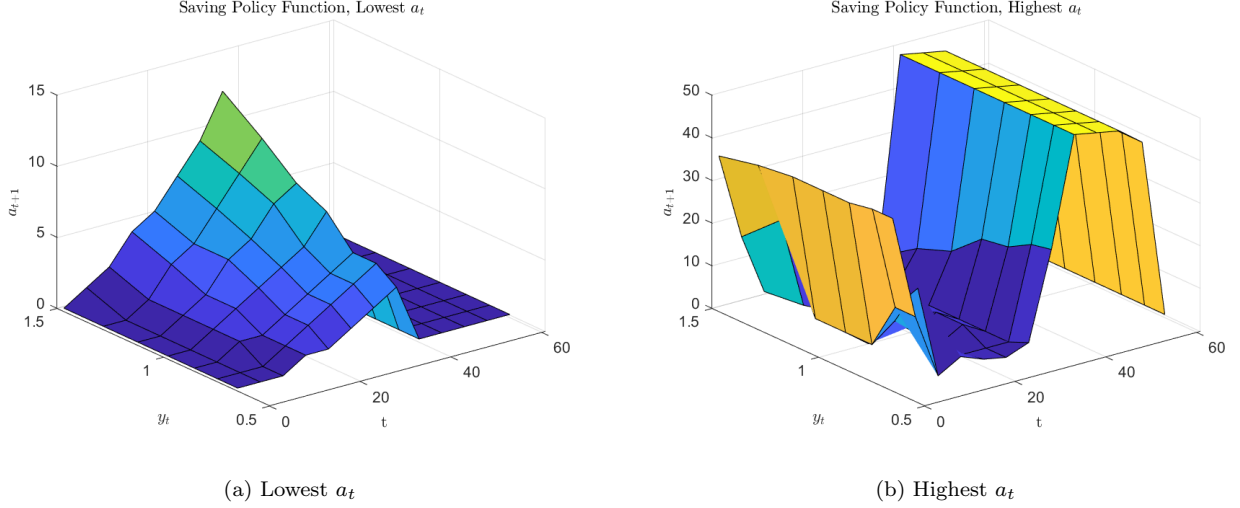 Saving Policy Function, Lowest a_t
15
10
5
0
a_{t+1}
1.5
1
0.5
y_t
0
20
40
60
t
(a) Lowest a_t
Saving Policy Function, Highest a_t
50
40
30
20
10
0
a_{t+1}
1.5
1
0.5
y_t
0
20
40
60
t
(b) Highest a_t